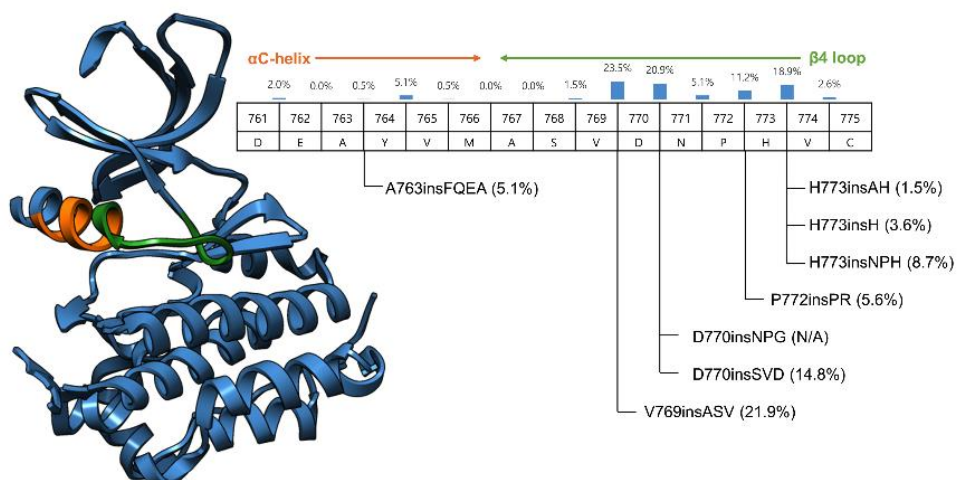 αC-helix β4 loop
2.0% 0.0% 0.5% 5.1% 0.5% 0.0% 0.0% 1.5% 23.5% 20.9% 5.1% 11.2% 18.9% 2.6%
761 762 763 764 765 766 767 768 769 770 771 772 773 774 775
D E A Y V M A S V D N P H V C
A763insFQEA (5.1%)
H773insAH (1.5%)
H773insH (3.6%)
H773insNPH (8.7%)
P772insPR (5.6%)
D770insNPG (N/A)
D770insSVD (14.8%)
V769insASV (21.9%)